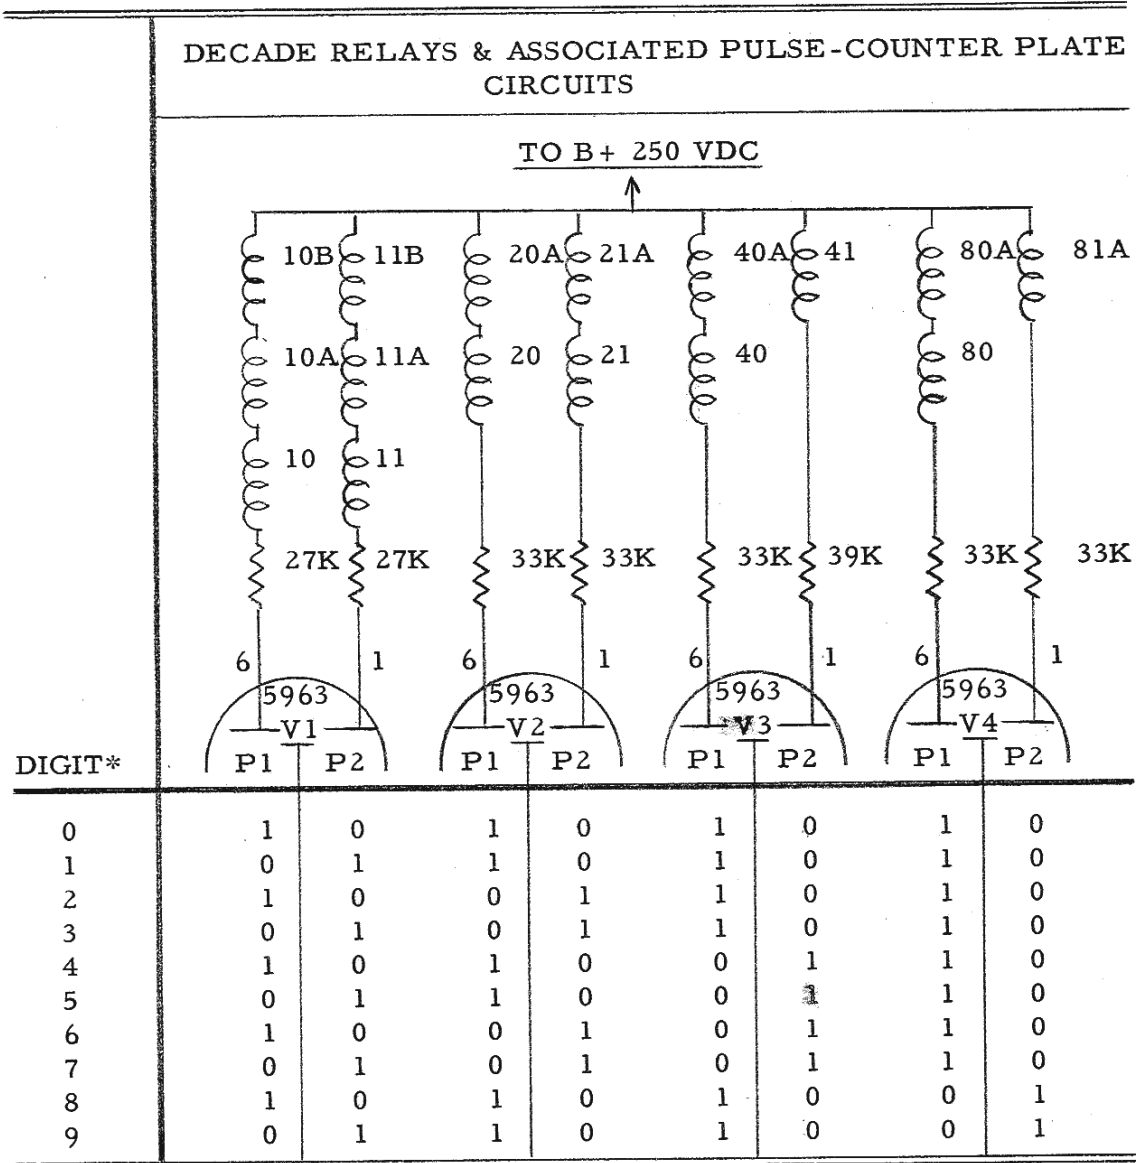 DECADE RELAYS & ASSOCIATED PULSE-COUNTER PLATE
CIRCUITS
TO B+ 250 VDC
10B 11B 20A 21A 40A 41 80A 81A
10A 11A 20 21 40 80
10 11
27K 27K 33K 33K 33K 39K 33K 33K
6 1 6 1 6 1 6 1
5963 5963 5963 5963
V1 V2 V3 V4
DIGIT* P1 P2 P1 P2 P1 P2 P1 P2
0 1 0 1 0 1 0 1 0
1 0 1 1 0 1 0 1 0
2 1 0 0 1 1 0 1 0
3 0 1 0 1 1 0 1 0
4 1 0 1 0 0 1 1 0
5 0 1 1 0 0 1 1 0
6 1 0 0 1 0 1 1 0
7 0 1 0 1 0 1 1 0
8 1 0 1 0 1 0 0 1
9 0 1 1 0 1 0 0 1